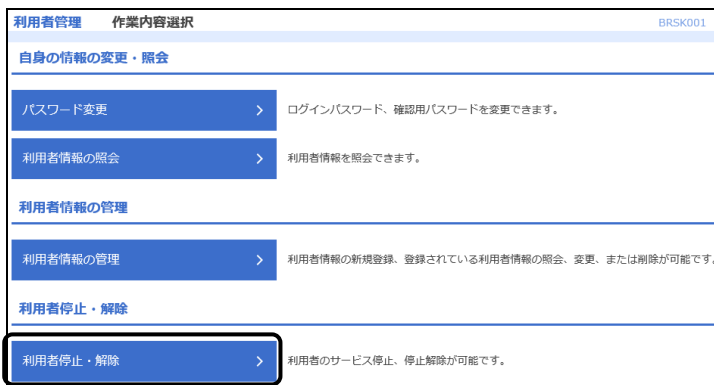 利用者管理 作業内容選択 BRSK001
自身の情報の変更・照会
パスワード変更 > ログインパスワード、確認用パスワードを変更できます。
利用者情報の照会 > 利用者情報を照会できます。
利用者情報の管理
利用者情報の管理 > 利用者情報の新規登録、登録されている利用者情報の照会、変更、または削除が可能です。
利用者停止・解除
利用者停止・解除 > 利用者のサービス停止、停止解除が可能です。